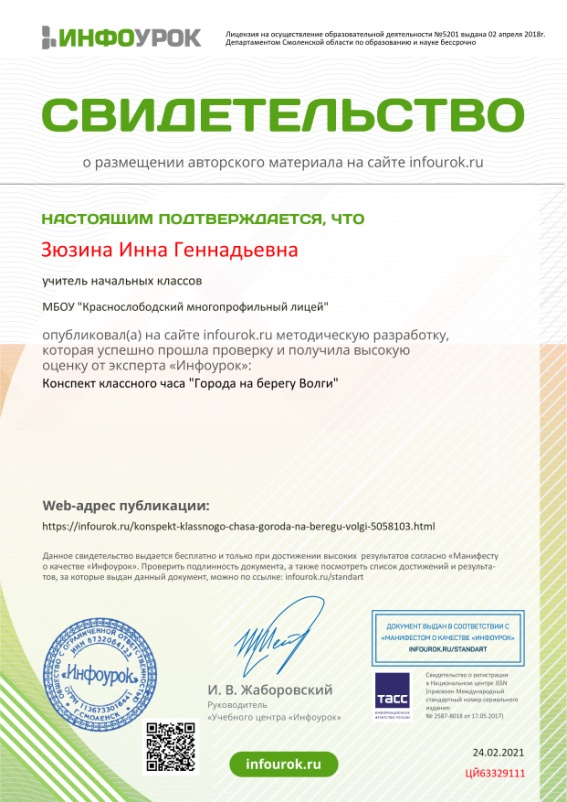 ИНФОУРОК
Лицензия на осуществление образовательной деятельности №5201 выдана 02 апреля 2018г.
Департаментом Смоленской области по образованию и науке бессрочно
СВИДЕТЕЛЬСТВО
о размещении авторского материала на сайте infourok.ru
НАСТОЯЩИМ ПОДТВЕРЖДАЕТСЯ, ЧТО
Зюзина Инна Геннадьевна
учитель начальных классов
МБОУ "Краснослободский многопрофильный лицей"
опубликовал(а) на сайте infourok.ru методическую разработку,
которая успешно прошла проверку и получила высокую
оценку от эксперта «Инфоурок»:
Конспект классного часа "Города на берегу Волги"
Web-адрес публикации:
https://infourok.ru/konspekt-klassnogo-chasa-goroda-na-beregu-volgi-5058103.html
Данное свидетельство выдается бесплатно и только при достижении высоких результатов согласно «Манифесту
о качестве «Инфоурок». Проверить подлинность документа, а также посмотреть список достижений и результа-
тов, за которые выдан данный документ, можно по ссылке: infourok.ru/standart
ОБЩЕСТВО С ОГРАНИЧЕННОЙ ОТВЕТСТВЕННОСТЬЮ
«Инфоурок»
Г.СМОЛЕНСК
И. В. Жаборовский
Руководитель
«Учебного центра «Инфоурок»
ДОКУМЕНТ ВЫДАН В СООТВЕТСТВИИ С
«МАНИФЕСТОМ О КАЧЕСТВЕ «ИНФОУРОК»
INFOUROK.RU/STANDART
ТАСС
ИНФОРМАЦИОННОЕ
АГЕНТСТВО РОССИИ
Свидетельство о регистрации
в Национальном центре ISSN
(присвоен Международный
стандартный номер сериального
издания:
№ 2587-8018 от 17.05.2017)
infourok.ru
24.02.2021
ЦЙ63329111